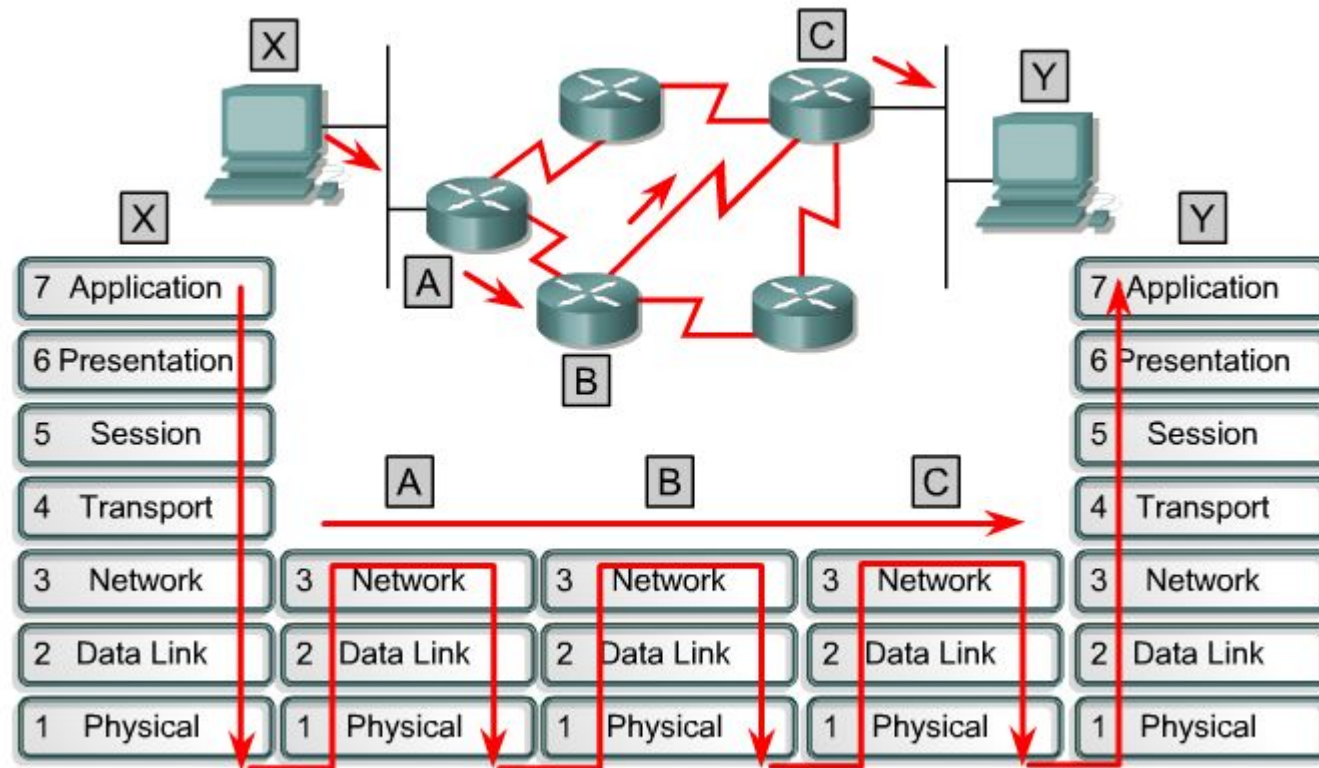 X
C
Y
A
B
X
7 Application
6 Presentation
5 Session
4 Transport
3 Network
2 Data Link
1 Physical
A
3 Network
2 Data Link
1 Physical
B
3 Network
2 Data Link
1 Physical
C
3 Network
2 Data Link
1 Physical
Y
7 Application
6 Presentation
5 Session
4 Transport
3 Network
2 Data Link
1 Physical